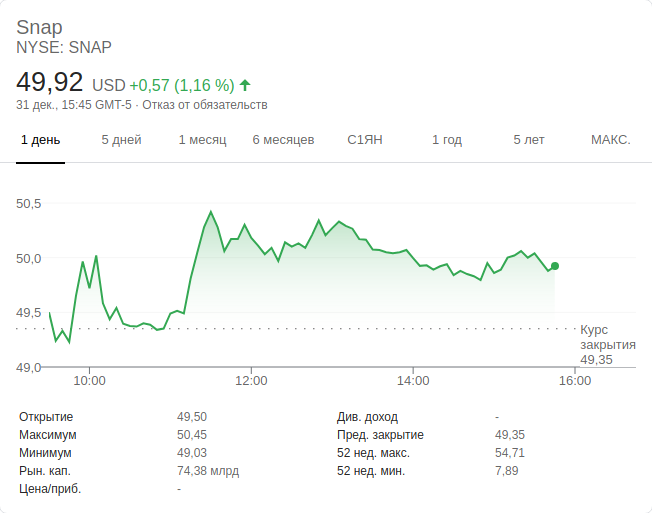 Snap
NYSE: SNAP
49,92 USD +0,57 (1,16 %)
31 дек., 15:45 GMT-5 · Отказ от обязательств
1 день 5 дней 1 месяц 6 месяцев С1ЯН 1 год 5 лет МАКС.
50,5
50,0
49,5
49,0
Курс
закрытия
49,35
10:00 12:00 14:00 16:00
Открытие 49,50 Див. доход -
Максимум 50,45 Пред. закрытие 49,35
Минимум 49,03 52 нед. макс. 54,71
Рын. кап. 74,38 млрд 52 нед. мин. 7,89
Цена/приб. -